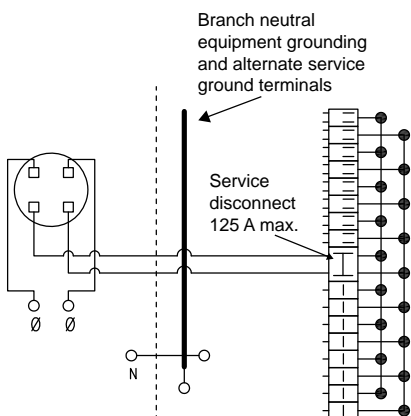 Branch neutral
equipment grounding
and alternate service
ground terminals
Service
disconnect
125 A max.
Ø Ø
N